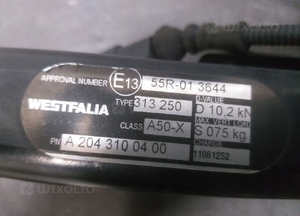 APPROVAL NUMBER E13 55R-01 3644
WESTFALIA TYPE 313 250 D-VALUE D 10,2 kN
CLASS A50-X MAX VERT LOAD S 075 kg
PN A 204 310 04 00 CHARGE 11061252
wixolio